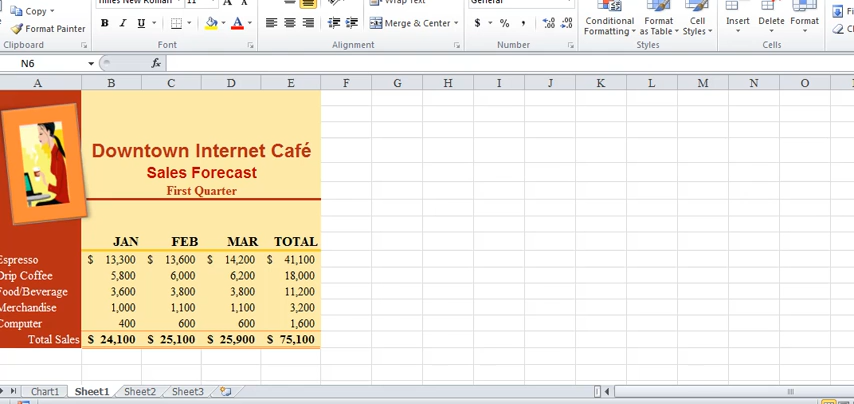 Copy
Format Painter
Times New Roman 11 A A
B I U A
Wrap Text
Merge & Center
General
$ % ,
Conditional Formatting
Format as Table
Cell Styles
Insert Delete Format
Clipboard Font Alignment Number Styles Cells
N6 fx
A B C D E F G H I J K L M N O
Downtown Internet Café
Sales Forecast
First Quarter
JAN FEB MAR TOTAL
Espresso $ 13,300 $ 13,600 $ 14,200 $ 41,100
Drip Coffee 5,800 6,000 6,200 18,000
Food/Beverage 3,600 3,800 3,800 11,200
Merchandise 1,000 1,100 1,100 3,200
Computer 400 600 600 1,600
Total Sales $ 24,100 $ 25,100 $ 25,900 $ 75,100
Chart1 Sheet1 Sheet2 Sheet3